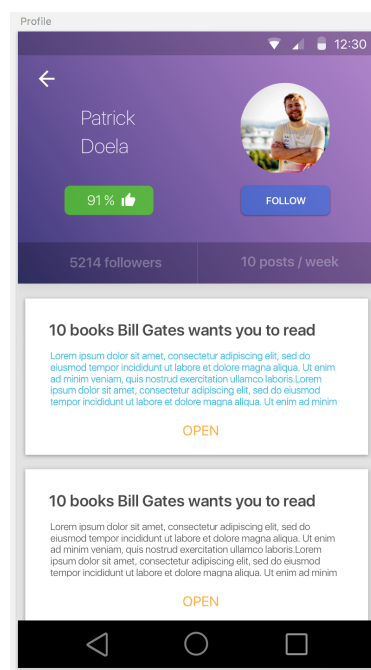 Profile
12:30
Patrick
Doela
91%
FOLLOW
5214 followers
10 posts / week
10 books Bill Gates wants you to read
Lorem ipsum dolor sit amet, consectetur adipiscing elit, sed do
eiusmod tempor incididunt ut labore et dolore magna aliqua. Ut enim
ad minim veniam, quis nostrud exercitation ullamco laboris.Lorem
ipsum dolor sit amet, consectetur adipiscing elit, sed do eiusmod
tempor incididunt ut labore et dolore magna aliqua. Ut enim ad minim
OPEN
10 books Bill Gates wants you to read
Lorem ipsum dolor sit amet, consectetur adipiscing elit, sed do
eiusmod tempor incididunt ut labore et dolore magna aliqua. Ut enim
ad minim veniam, quis nostrud exercitation ullamco laboris.Lorem
ipsum dolor sit amet, consectetur adipiscing elit, sed do eiusmod
tempor incididunt ut labore et dolore magna aliqua. Ut enim ad minim
OPEN